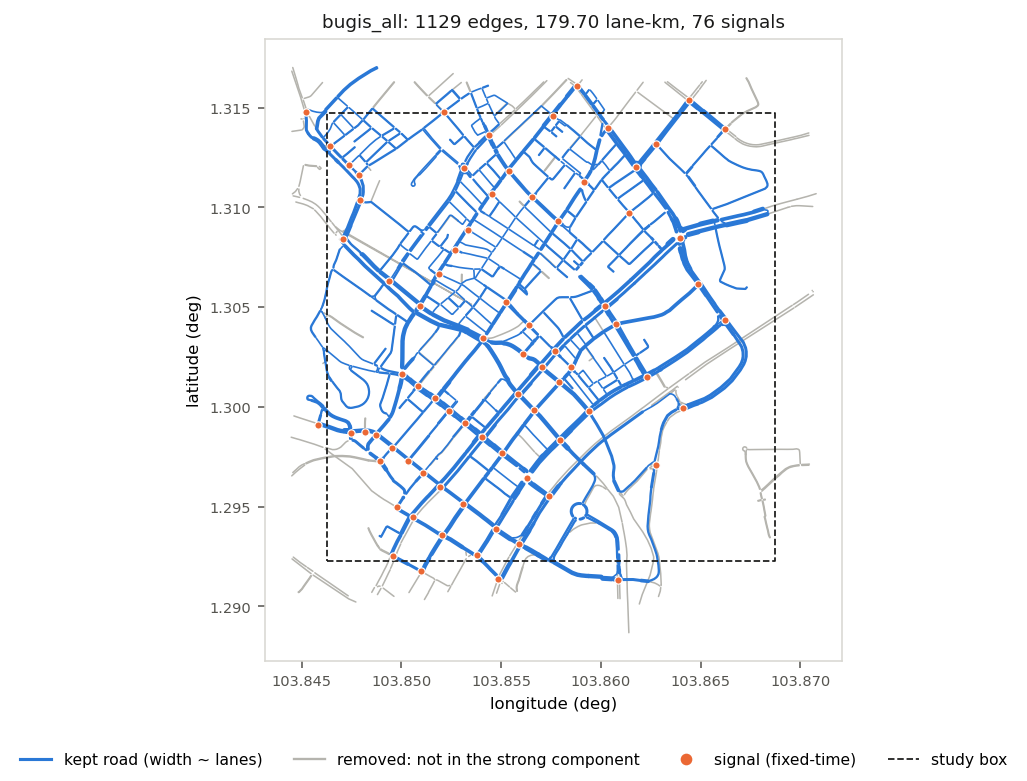 bugis_all: 1129 edges, 179.70 lane-km, 76 signals
1.315
1.310
1.305
1.300
1.295
1.290
latitude (deg)
103.845 103.850 103.855 103.860 103.865 103.870
longitude (deg)
kept road (width ~ lanes) removed: not in the strong component signal (fixed-time) study box